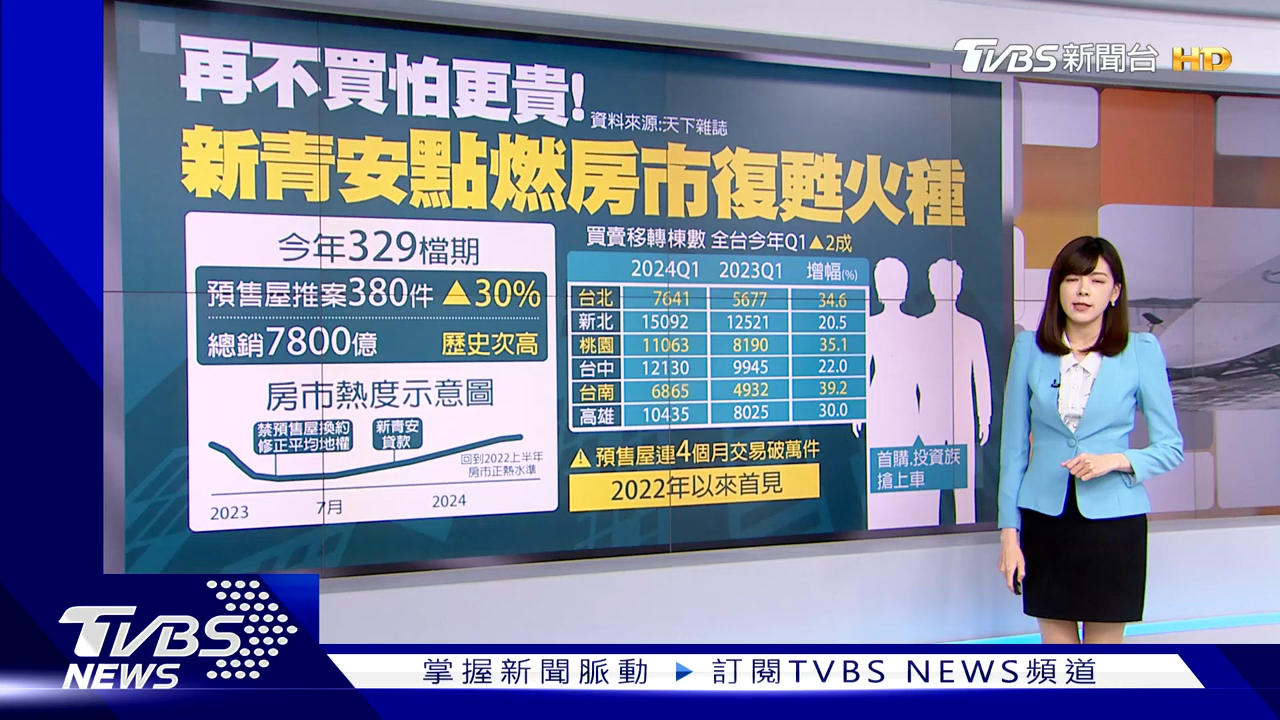 TVBS新聞台 HD
再不買怕更貴!
資料來源:天下雜誌
新青安點燃房市復甦火種
今年329檔期
預售屋推案380件 ▲30%
總銷7800億 歷史次高
房市熱度示意圖
禁預售屋換約
修正平均地權
新青安
貸款
回到2022上半年
房市正熱水準
2023 7月 2024
買賣移轉棟數 全台今年Q1▲2成
2024Q1 2023Q1 增幅(%)
台北 7641 5677 34.6
新北 15092 12521 20.5
桃園 11063 8190 35.1
台中 12130 9945 22.0
台南 6865 4932 39.2
高雄 10435 8025 30.0
預售屋連4個月交易破萬件
2022年以來首見
首購.投資族
搶上車
TVBS
NEWS
掌握新聞脈動 ▶ 訂閱TVBS NEWS頻道